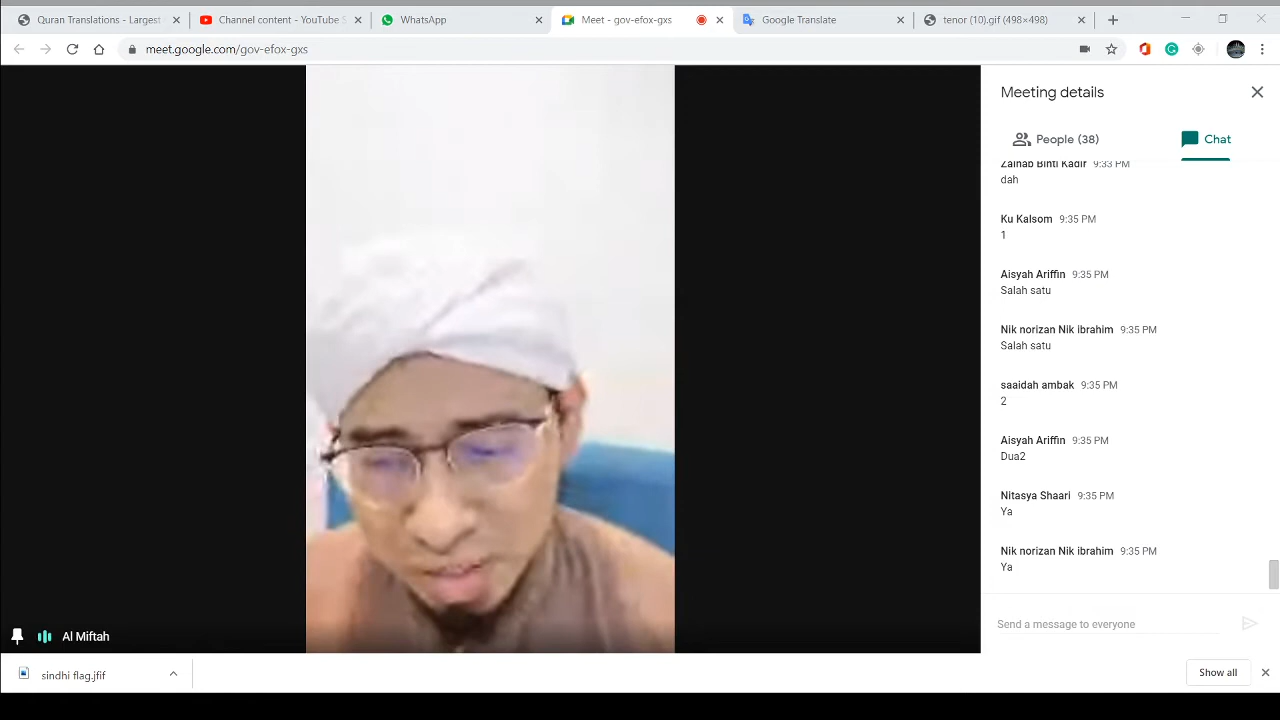 Quran Translations - Largest
Channel content - YouTube S
WhatsApp
Meet - gov-efox-gxs
Google Translate
tenor (10).gif (498×498)
meet.google.com/gov-efox-gxs
Meeting details
People (38)
Chat
Zainab Binti Kadir 9:33 PM
dah
Ku Kalsom 9:35 PM
1
Aisyah Ariffin 9:35 PM
Salah satu
Nik norizan Nik ibrahim 9:35 PM
Salah satu
saaidah ambak 9:35 PM
2
Aisyah Ariffin 9:35 PM
Dua2
Nitasya Shaari 9:35 PM
Ya
Nik norizan Nik ibrahim 9:35 PM
Ya
Send a message to everyone
Al Miftah
sindhi flag.jfif
Show all